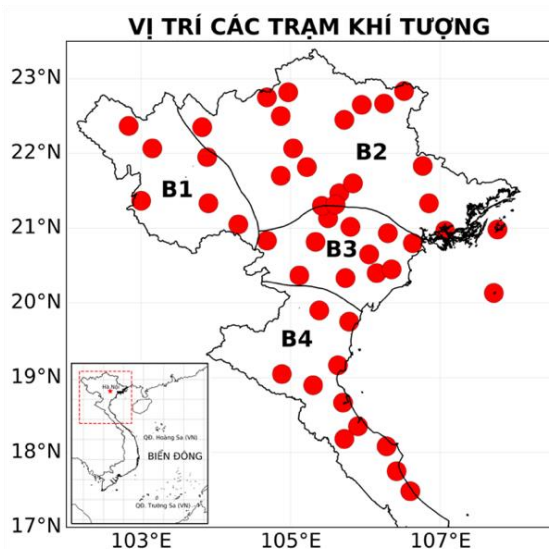 VỊ TRÍ CÁC TRẠM KHÍ TƯỢNG
23°N
22°N
21°N
20°N
19°N
18°N
17°N
B1
B2
B3
B4
Hà Nội
QĐ. Hoàng Sa (VN)
BIỂN ĐÔNG
QĐ. Trường Sa (VN)
103°E
105°E
107°E